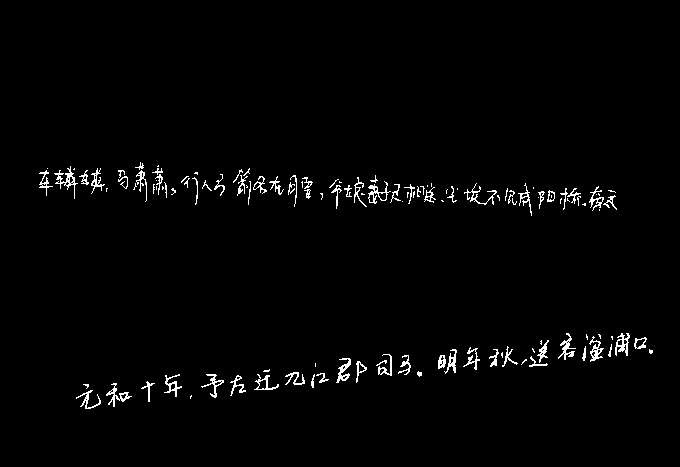 车辚辚，马萧萧，行人弓箭各在腰，爷娘妻子走相送，尘埃不见咸阳桥。
元和十年，予左迁九江郡司马。明年秋，送客湓浦口。